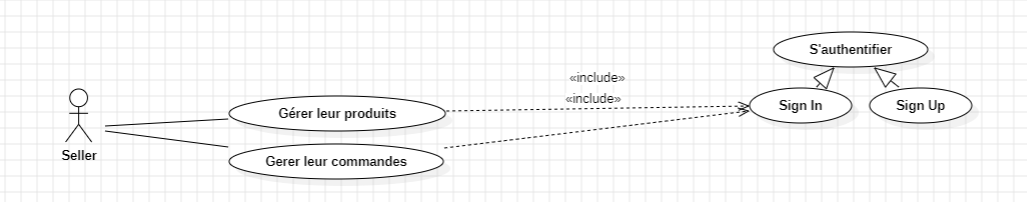 S'authentifier
«include»
«include»
Sign In
Sign Up
Gérer leur produits
Seller
Gerer leur commandes